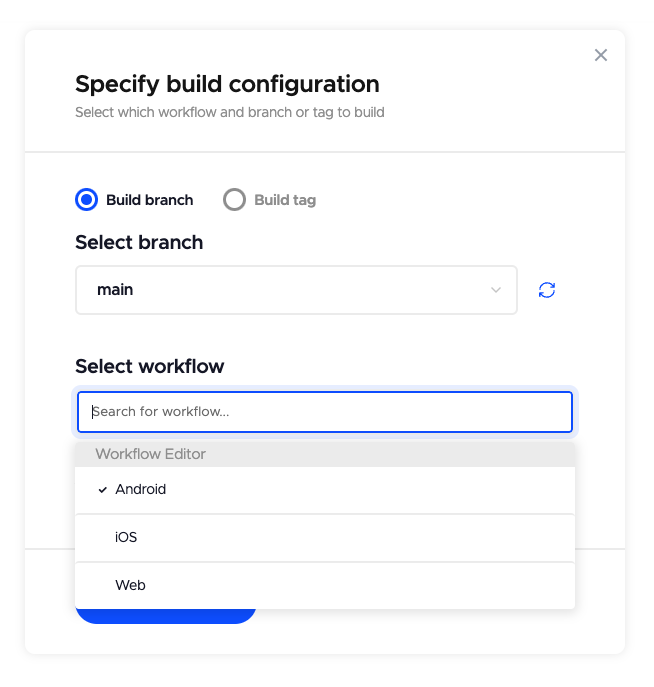 Specify build configuration
Select which workflow and branch or tag to build
Build branch
Build tag
Select branch
main
Select workflow
Search for workflow...
Workflow Editor
Android
iOS
Web